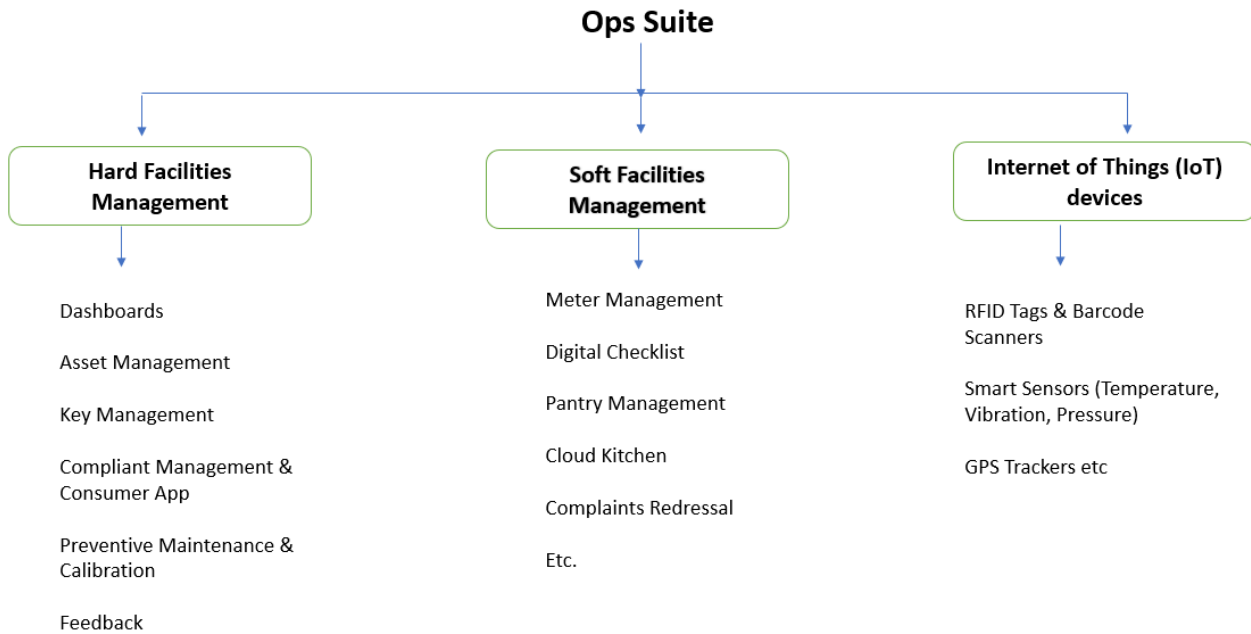 Ops Suite
Hard Facilities
Management
Dashboards
Asset Management
Key Management
Compliant Management &
Consumer App
Preventive Maintenance &
Calibration
Feedback
Soft Facilities
Management
Meter Management
Digital Checklist
Pantry Management
Cloud Kitchen
Complaints Redressal
Etc.
Internet of Things (IoT)
devices
RFID Tags & Barcode
Scanners
Smart Sensors (Temperature,
Vibration, Pressure)
GPS Trackers etc